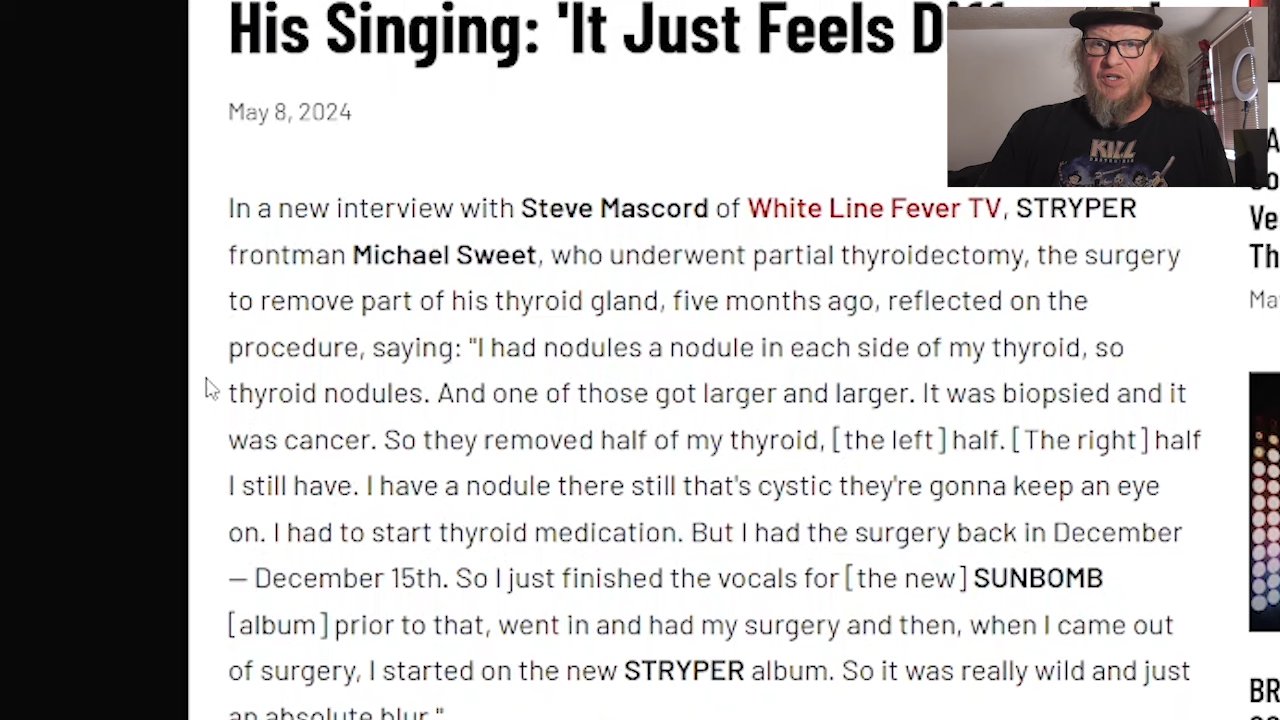 His Singing: 'It Just Feels
May 8, 2024
In a new interview with Steve Mascord of White Line Fever TV, STRYPER
frontman Michael Sweet, who underwent partial thyroidectomy, the surgery
to remove part of his thyroid gland, five months ago, reflected on the
procedure, saying: "I had nodules a nodule in each side of my thyroid, so
thyroid nodules. And one of those got larger and larger. It was biopsied and it
was cancer. So they removed half of my thyroid, [the left] half. [The right] half
I still have. I have a nodule there still that's cystic they're gonna keep an eye
on. I had to start thyroid medication. But I had the surgery back in December
— December 15th. So I just finished the vocals for [the new] SUNBOMB
[album] prior to that, went in and had my surgery and then, when I came out
of surgery, I started on the new STRYPER album. So it was really wild and just
an absolute blur."
KILL
Ve
Th
Ma
BR